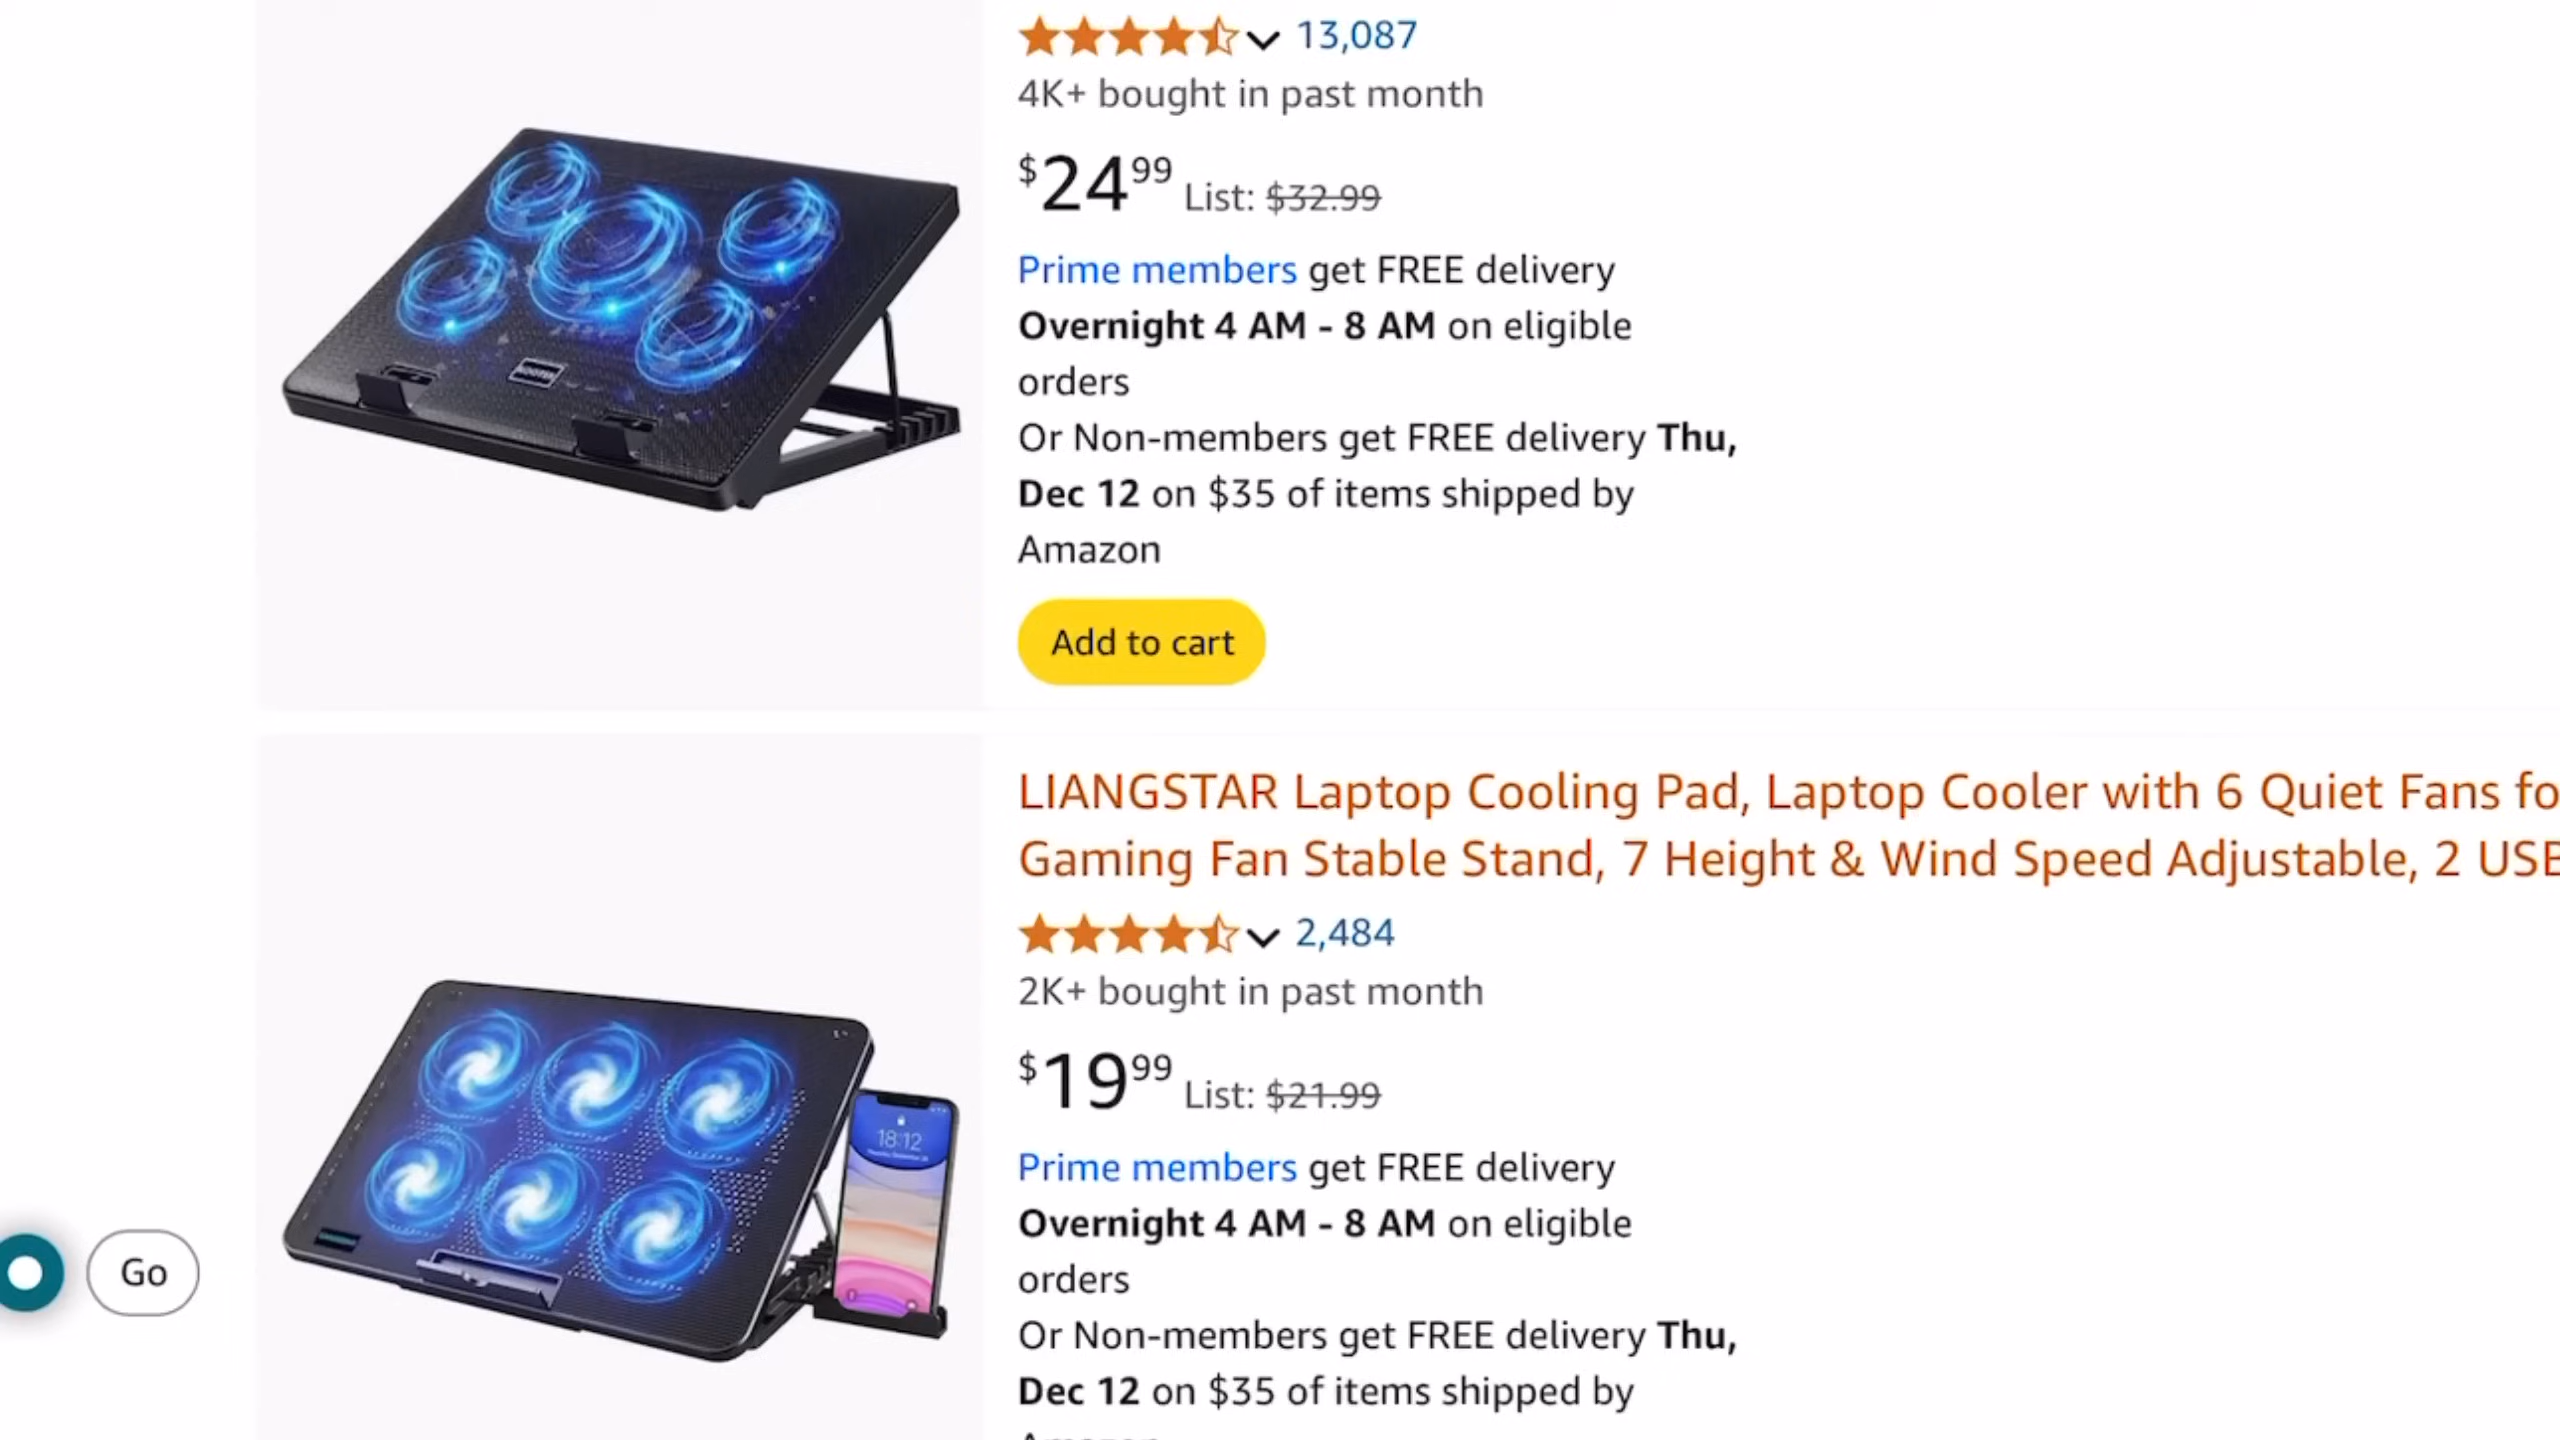 13,087
4K+ bought in past month
$24.99 List: $32.99
Prime members get FREE delivery
Overnight 4 AM - 8 AM on eligible
orders
Or Non-members get FREE delivery Thu,
Dec 12 on $35 of items shipped by
Amazon
Add to cart
LIANGSTAR Laptop Cooling Pad, Laptop Cooler with 6 Quiet Fans fo
Gaming Fan Stable Stand, 7 Height & Wind Speed Adjustable, 2 USB
2,484
2K+ bought in past month
$19.99 List: $21.99
Prime members get FREE delivery
Overnight 4 AM - 8 AM on eligible
orders
Or Non-members get FREE delivery Thu,
Dec 12 on $35 of items shipped by
18:12
Go